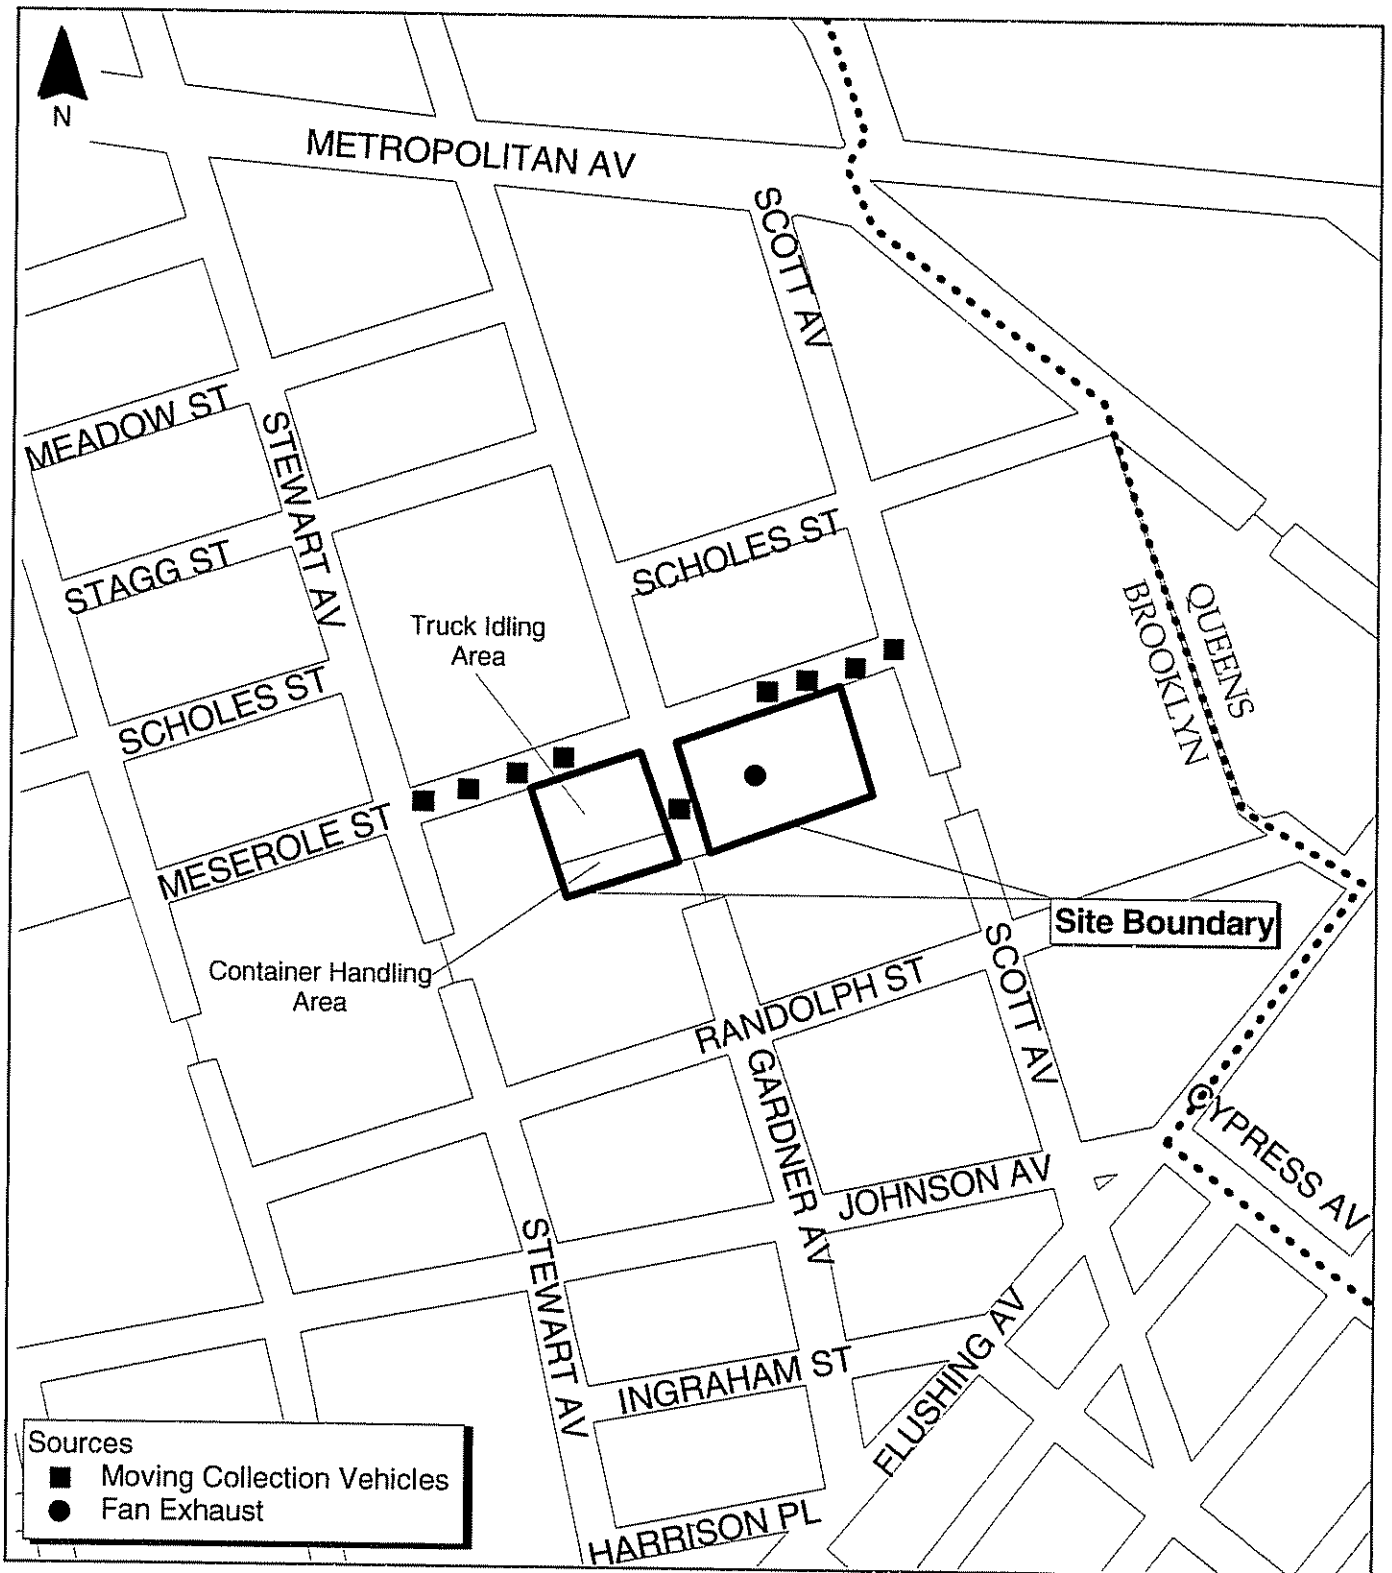 N
METROPOLITAN AV
SCOTT AV
MEADOW ST
STEWART AV
STAGG ST
SCHOLES ST
QUEENS
BROOKLYN
Truck Idling
Area
SCHOLES ST
MESEROLE ST
Site Boundary
Container Handling
Area
SCOTT AV
RANDOLPH ST
GARDNER AV
CYPRESS AV
JOHNSON AV
STEWART AV
FLUSHING AV
INGRAHAM ST
Sources
Moving Collection Vehicles
Fan Exhaust
HARRISON PL